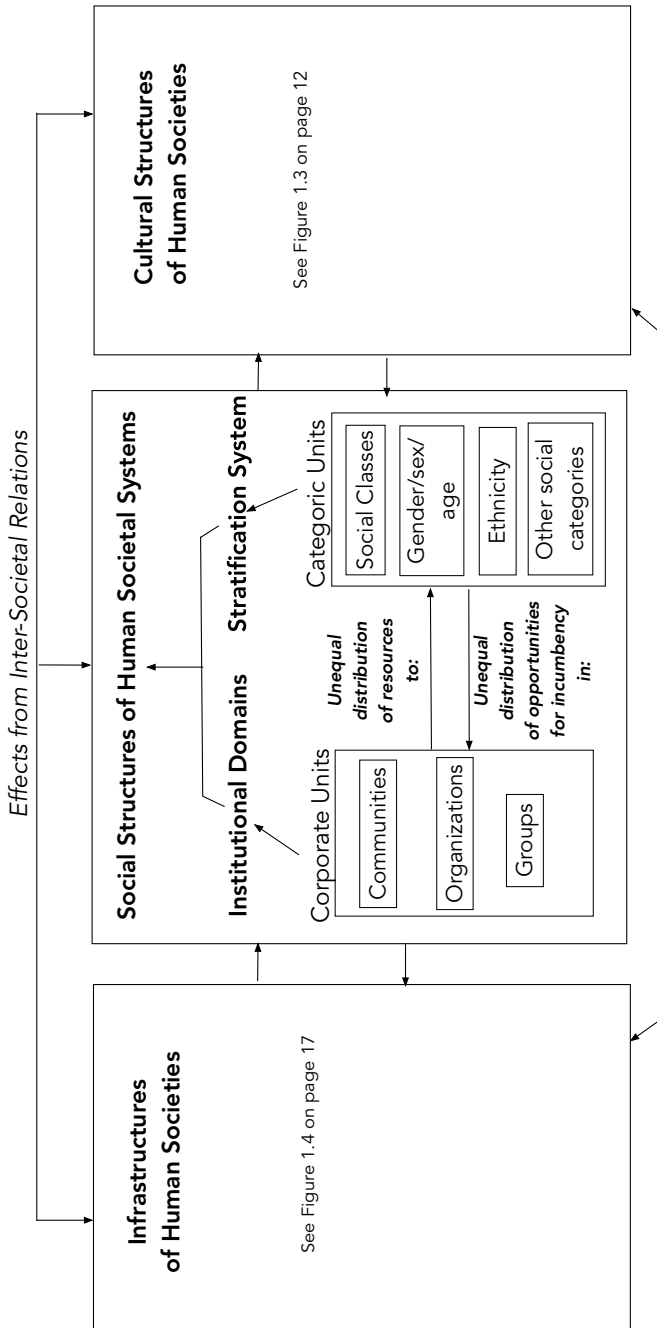 Effects from Inter-Societal Relations
Infrastructures
of Human Societies
See Figure 1.4 on page 17
Social Structures of Human Societal Systems
Institutional Domains
Stratification System
Corporate Units
Communities
Organizations
Groups
Unequal
distribution
of resources
to:
Unequal
distribution
of opportunities
for incumbency
in:
Categoric Units
Social Classes
Gender/sex/
age
Ethnicity
Other social
categories
Cultural Structures
of Human Societies
See Figure 1.3 on page 12